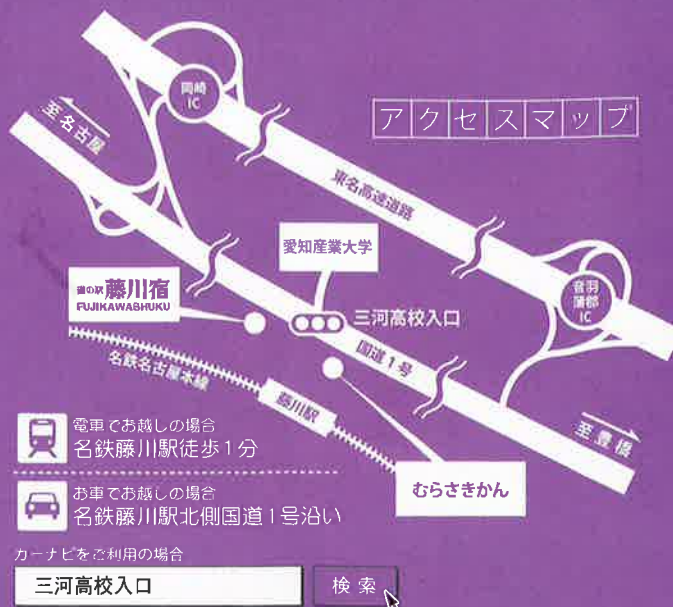 岡崎
IC
至名古屋
アクセスマップ
東名高速道路
愛知産業大学
道の駅 藤川宿
FUJIKAWASHUKU
音羽
蒲郡
IC
三河高校入口
国道1号
名鉄名古屋本線
藤川駅
至豊橋
電車でお越しの場合
名鉄藤川駅徒歩1分
むらさきかん
お車でお越しの場合
名鉄藤川駅北側国道1号沿い
カーナビをご利用の場合
三河高校入口
検索